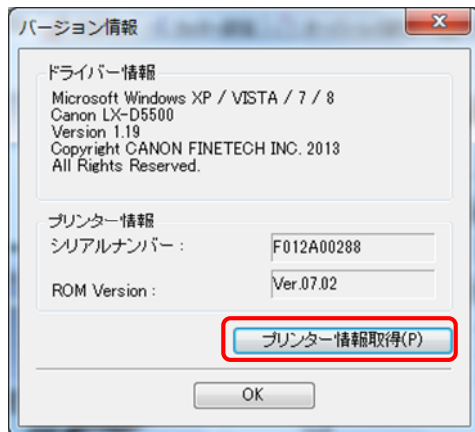 バージョン情報
ドライバー情報
Microsoft Windows XP / VISTA / 7 / 8
Canon LX-D5500
Version 1.19
Copyright CANON FINETECH INC. 2013
All Rights Reserved.
プリンター情報
シリアルナンバー : F012A00288
ROM Version : Ver.07.02
プリンター情報取得(P)
OK